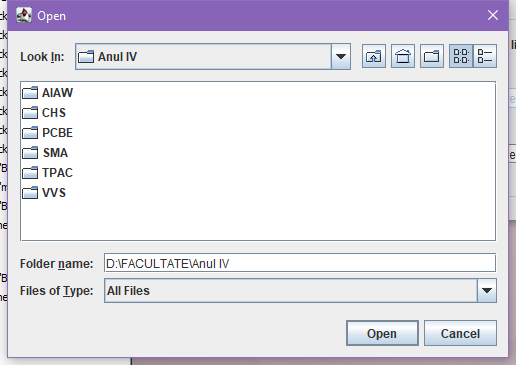 Open
Look In: Anul IV
AIAW
CHS
PCBE
SMA
TPAC
VVS
Folder name: D:\FACULTATE\Anul IV
Files of Type: All Files
Open Cancel